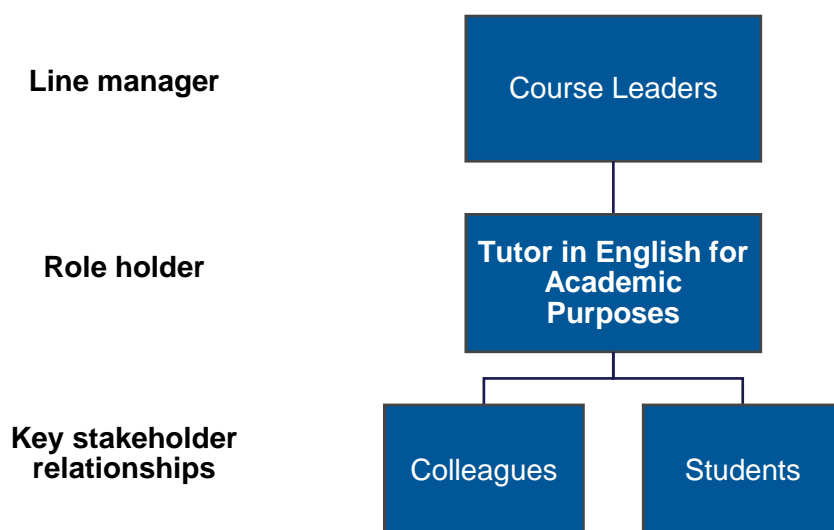 Line manager
Course Leaders
Role holder
Tutor in English for
Academic
Purposes
Key stakeholder
relationships
Colleagues
Students